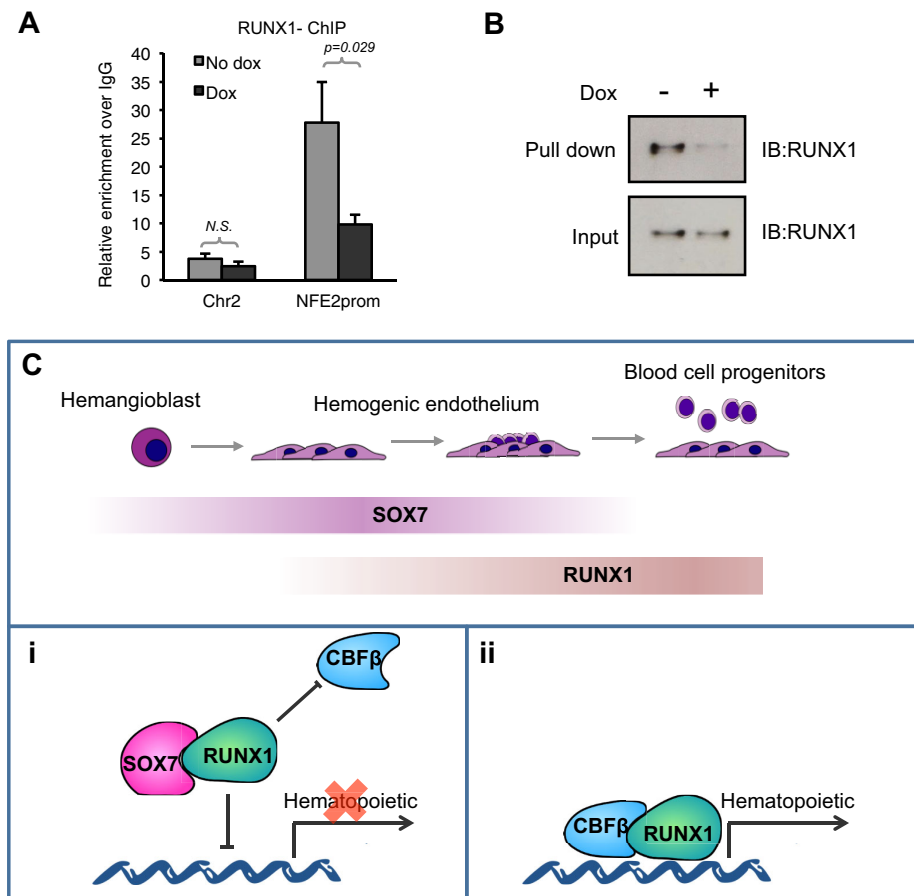 A
RUNX1- ChIP
p=0.029
Relative enrichment over IgG
40
35
30
25
20
15
10
5
0
No dox
Dox
N.S.
Chr2
NFE2prom
B
Dox - +
Pull down
IB:RUNX1
Input
IB:RUNX1
C
Hemangioblast
Hemogenic endothelium
Blood cell progenitors
SOX7
RUNX1
i
CBFβ
SOX7
RUNX1
Hematopoietic
ii
CBFβ
RUNX1
Hematopoietic